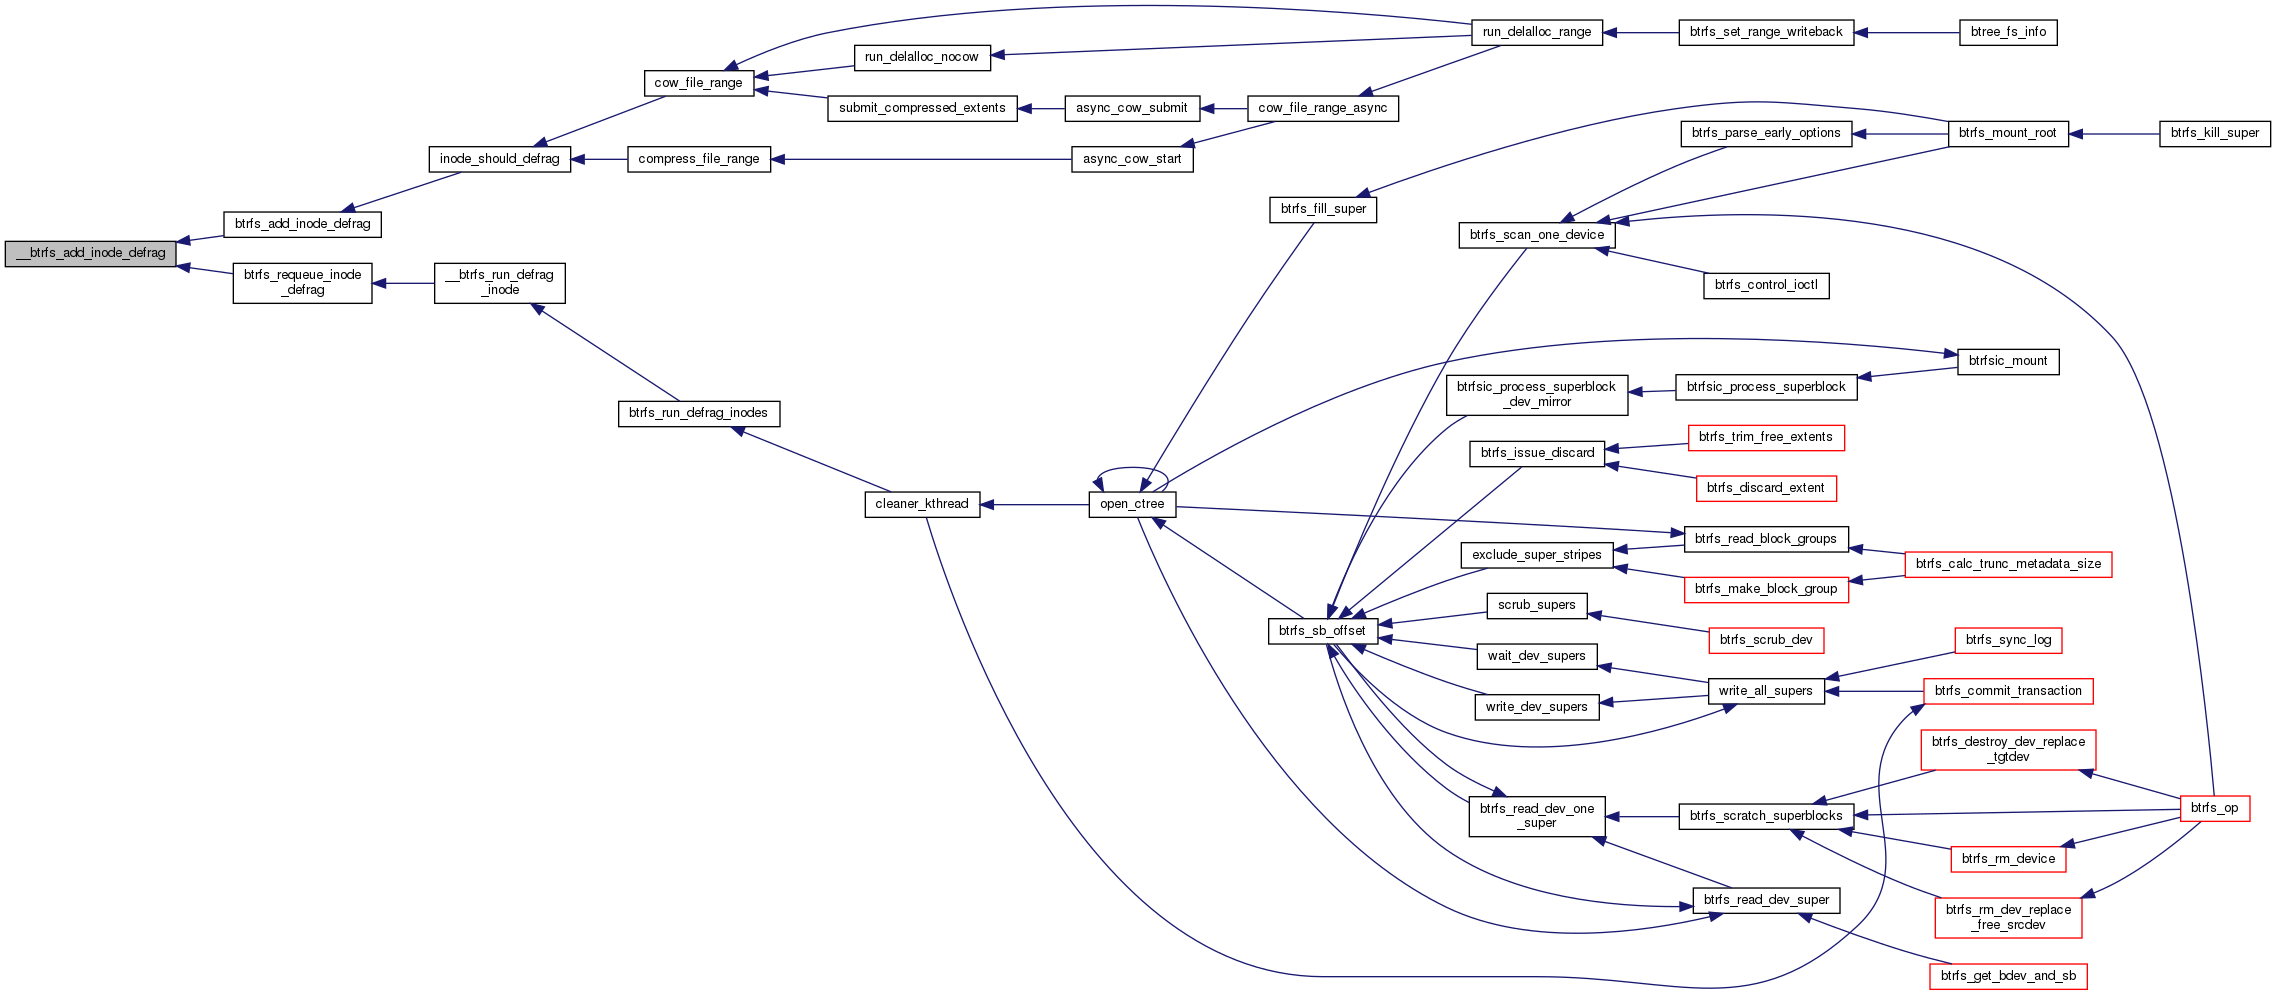 run_delalloc_range
btrfs_set_range_writeback
btree_fs_info
run_delalloc_nocow
cow_file_range
submit_compressed_extents
async_cow_submit
cow_file_range_async
btrfs_parse_early_options
btrfs_mount_root
btrfs_kill_super
inode_should_defrag
compress_file_range
async_cow_start
btrfs_fill_super
btrfs_add_inode_defrag
btrfs_scan_one_device
__btrfs_add_inode_defrag
btrfs_requeue_inode
_defrag
__btrfs_run_defrag
_inode
btrfs_control_ioctl
btrfsic_mount
btrfsic_process_superblock
_dev_mirror
btrfsic_process_superblock
btrfs_run_defrag_inodes
btrfs_trim_free_extents
btrfs_issue_discard
btrfs_discard_extent
cleaner_kthread
open_ctree
btrfs_read_block_groups
exclude_super_stripes
btrfs_calc_trunc_metadata_size
btrfs_make_block_group
scrub_supers
btrfs_sb_offset
btrfs_scrub_dev
btrfs_sync_log
wait_dev_supers
write_all_supers
btrfs_commit_transaction
write_dev_supers
btrfs_destroy_dev_replace
_tgtdev
btrfs_read_dev_one
_super
btrfs_scratch_superblocks
btrfs_op
btrfs_rm_device
btrfs_read_dev_super
btrfs_rm_dev_replace
_free_srcdev
btrfs_get_bdev_and_sb